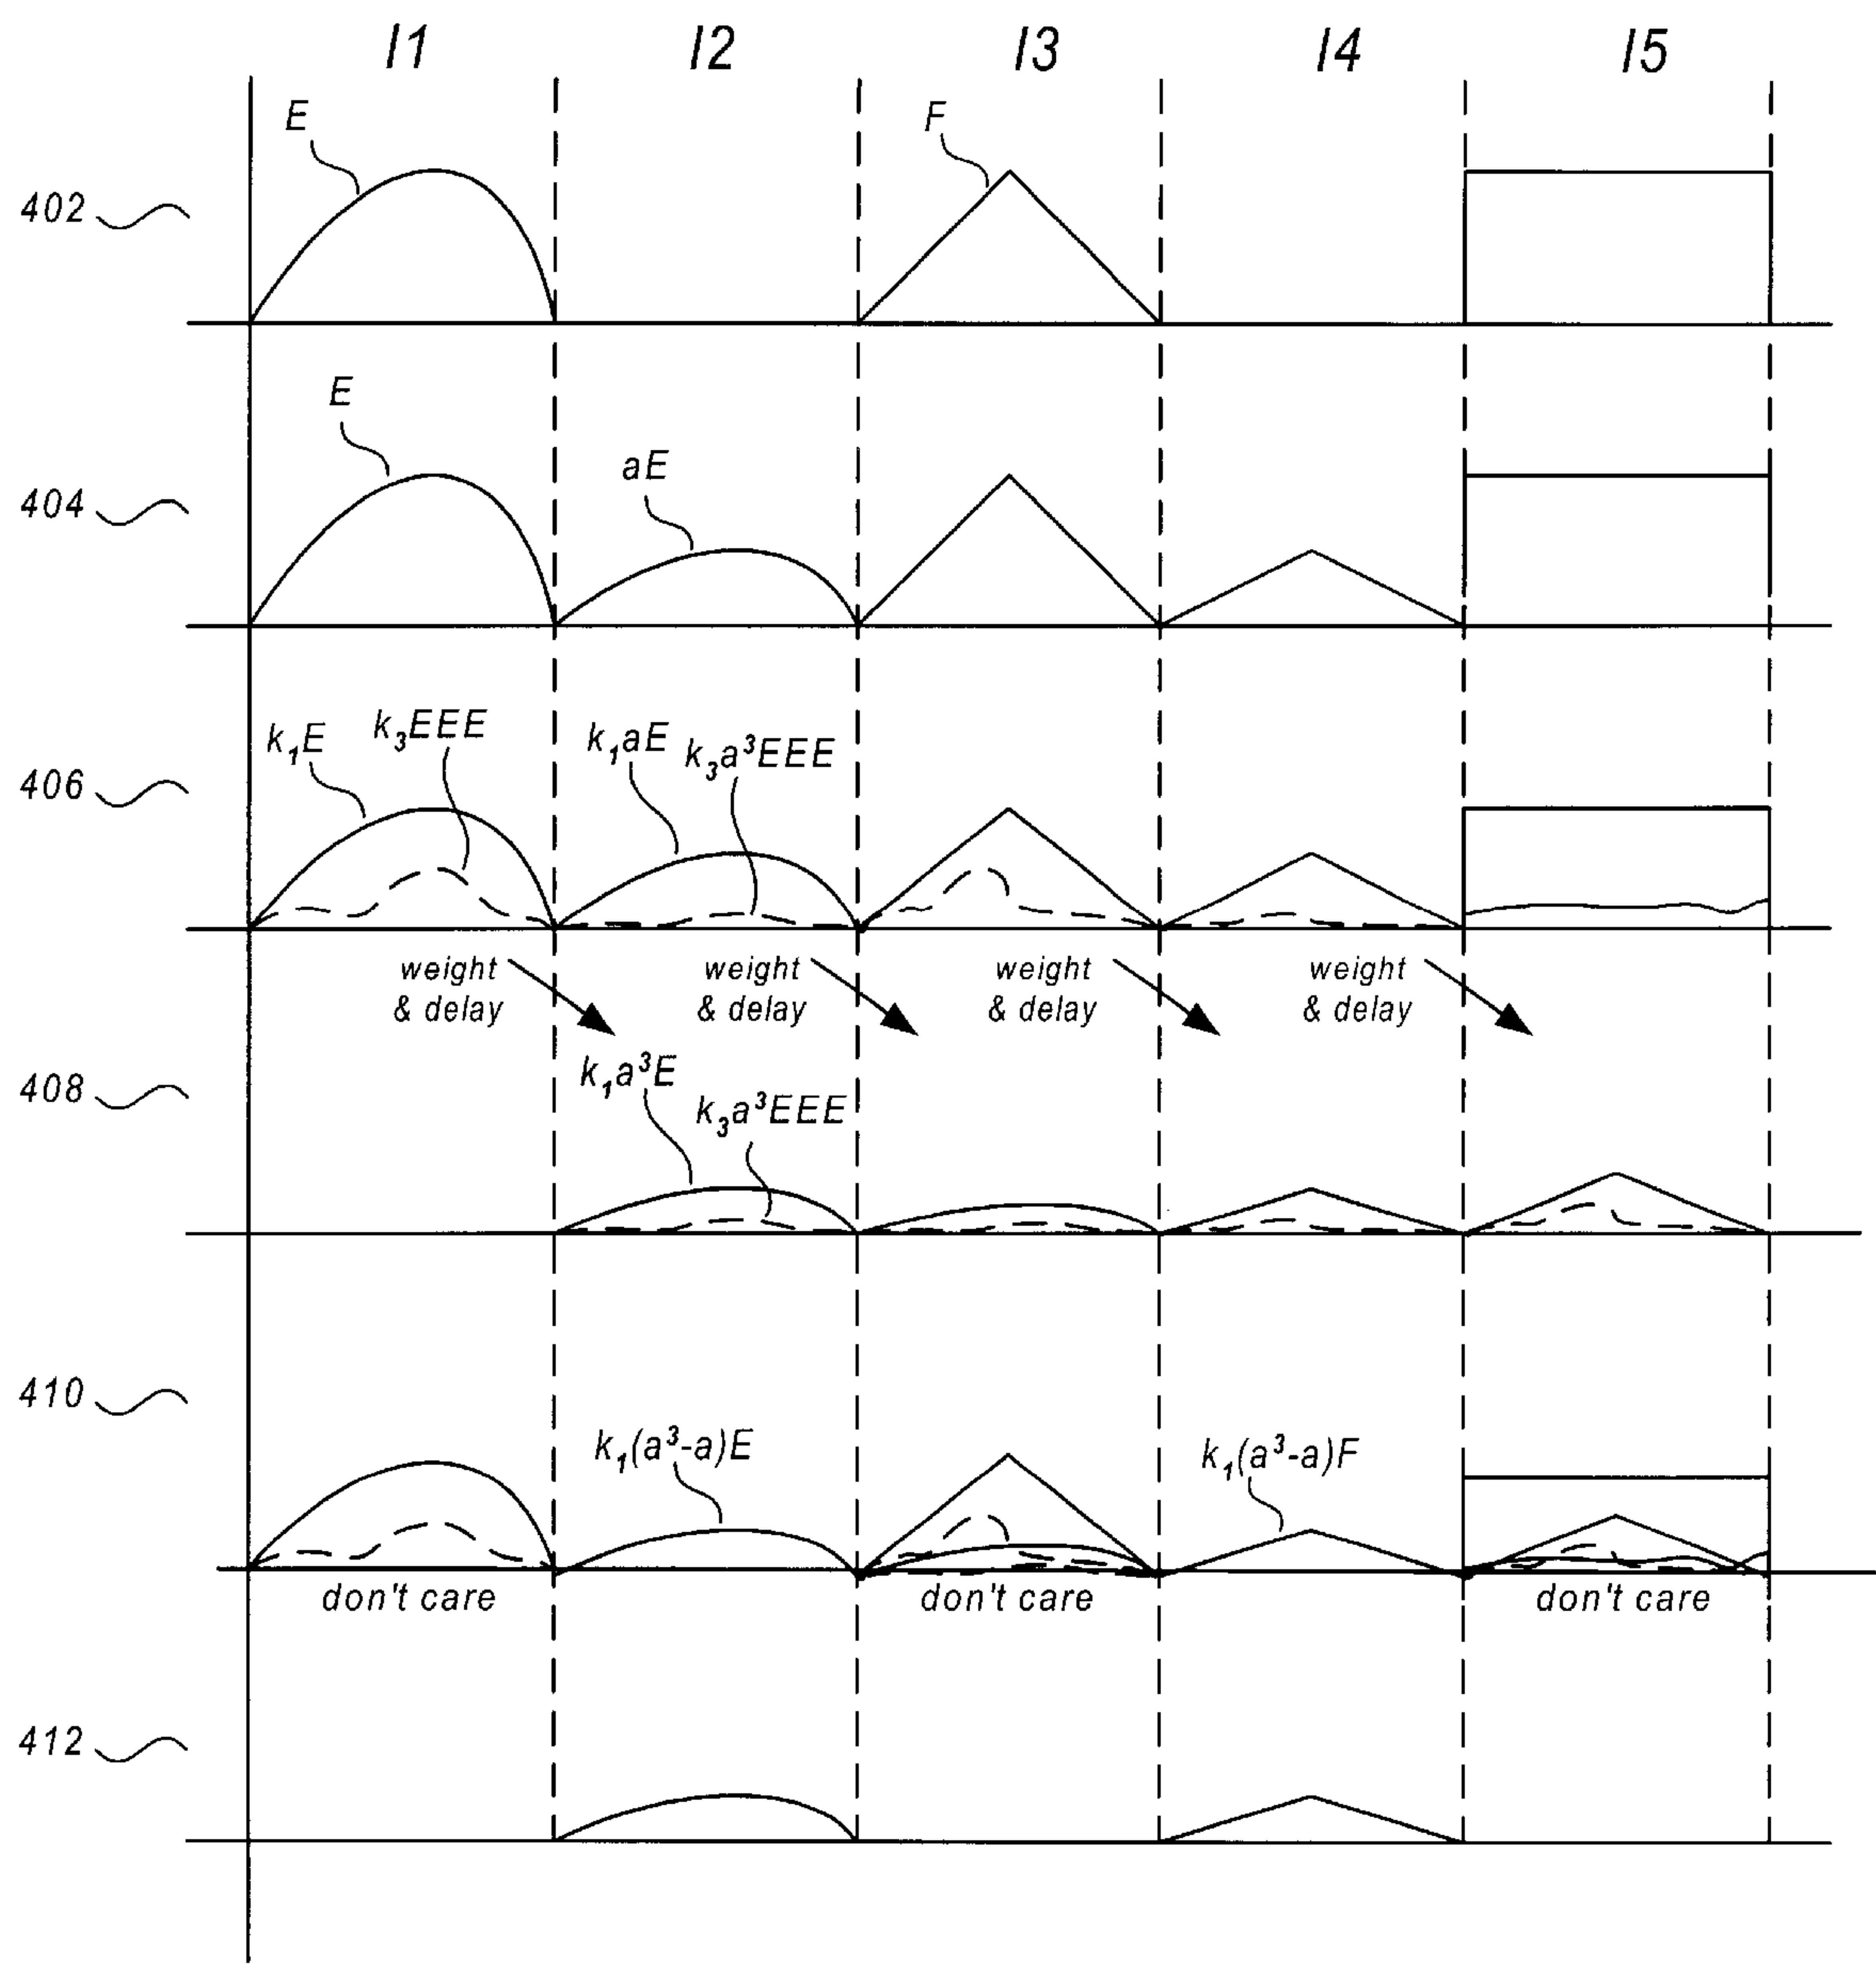 I1 I2 I3 I4 I5
E F
402
E
aE
404
k₁E k₃EEE k₁aE k₃a³EEE
406
weight weight weight weight
& delay & delay & delay & delay
k₁a³E
408
k₃a³EEE
410
k₁(a³-a)E k₁(a³-a)F
don't care don't care don't care
412